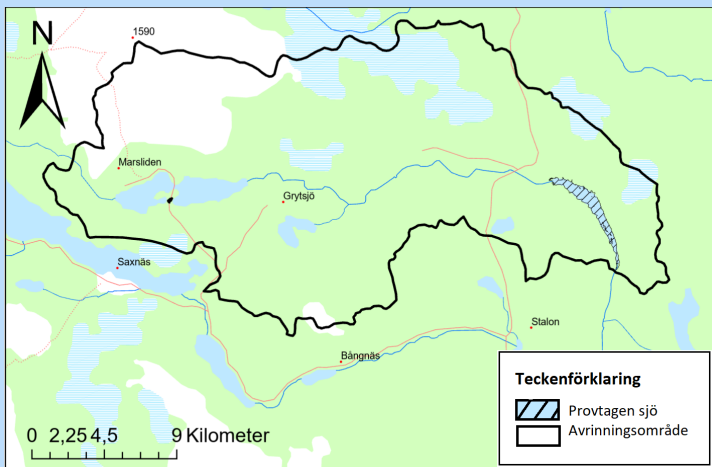 N
1590
Marsliden
Grytsjö
Saxnäs
Stalon
Bångnäs
Teckenförklaring
Provtagen sjö
Avrinningsområde
0 2,25 4,5 9 Kilometer